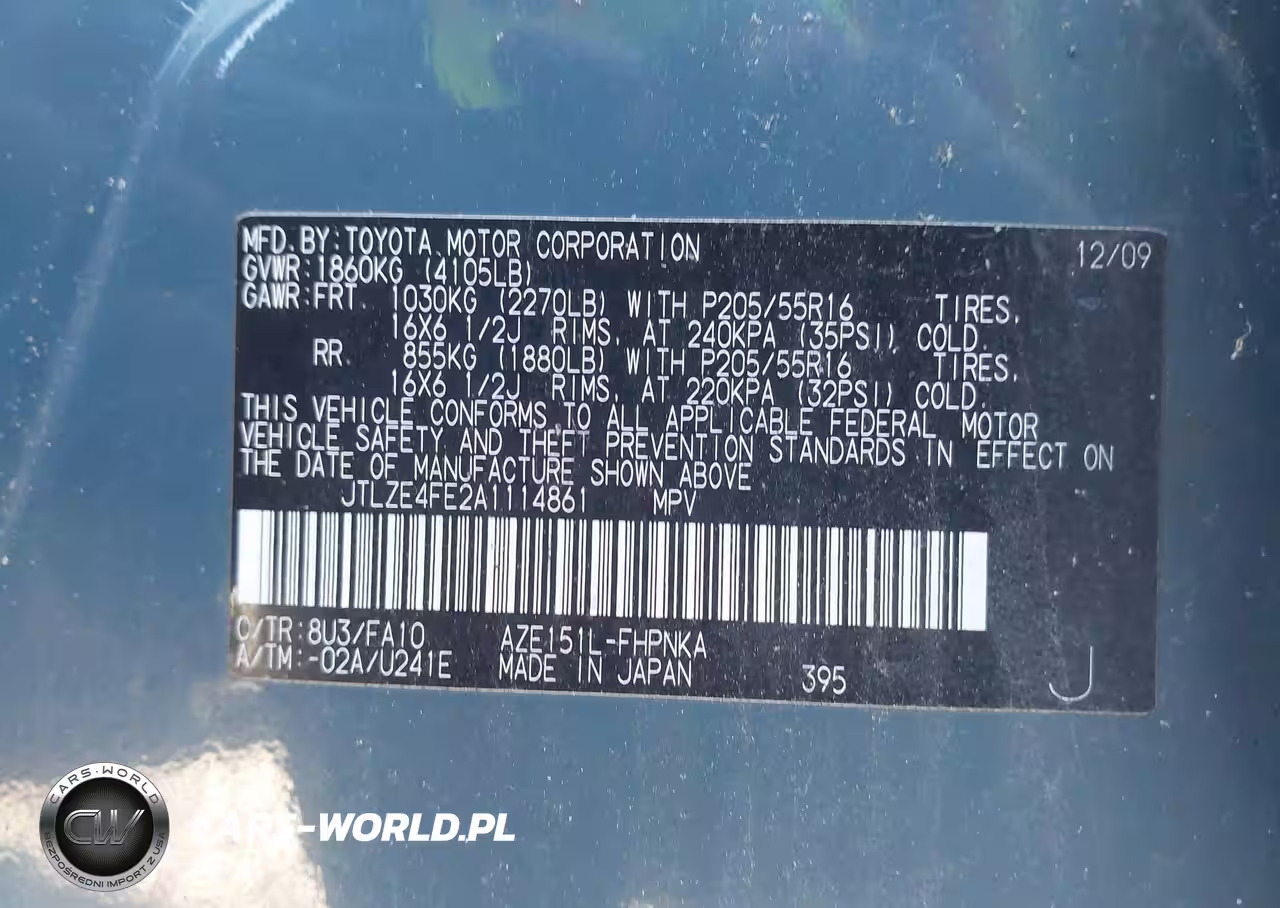 MFD. BY: TOYOTA MOTOR CORPORATION 12/09
GVWR: 1860KG (4105LB)
GAWR: FRT. 1030KG (2270LB) WITH P205/55R16 TIRES,
16X6 1/2J RIMS, AT 240KPA (35PSI) COLD.
RR. 855KG (1880LB) WITH P205/55R16 TIRES,
16X6 1/2J RIMS, AT 220KPA (32PSI) COLD.
THIS VEHICLE CONFORMS TO ALL APPLICABLE FEDERAL MOTOR
VEHICLE SAFETY AND THEFT PREVENTION STANDARDS IN EFFECT ON
THE DATE OF MANUFACTURE SHOWN ABOVE
JTLZE4FE2A1114861 MPV
C/TR: 8U3/FA10 AZE151L-FHPNKA
A/TM: -02A/U241E MADE IN JAPAN 395 J
CARS-WORLD
CW
BEZPOŚREDNI IMPORT Z USA
CARS-WORLD.PL